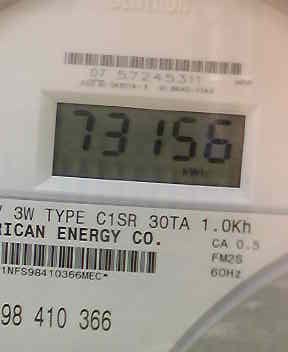 07 57245311
73156
kWh
V 3W TYPE C1SR 30TA 1.0Kh
RICAN ENERGY CO.
CA 0.5
FM2S
60Hz
1NFS98410366MEC*
98 410 366